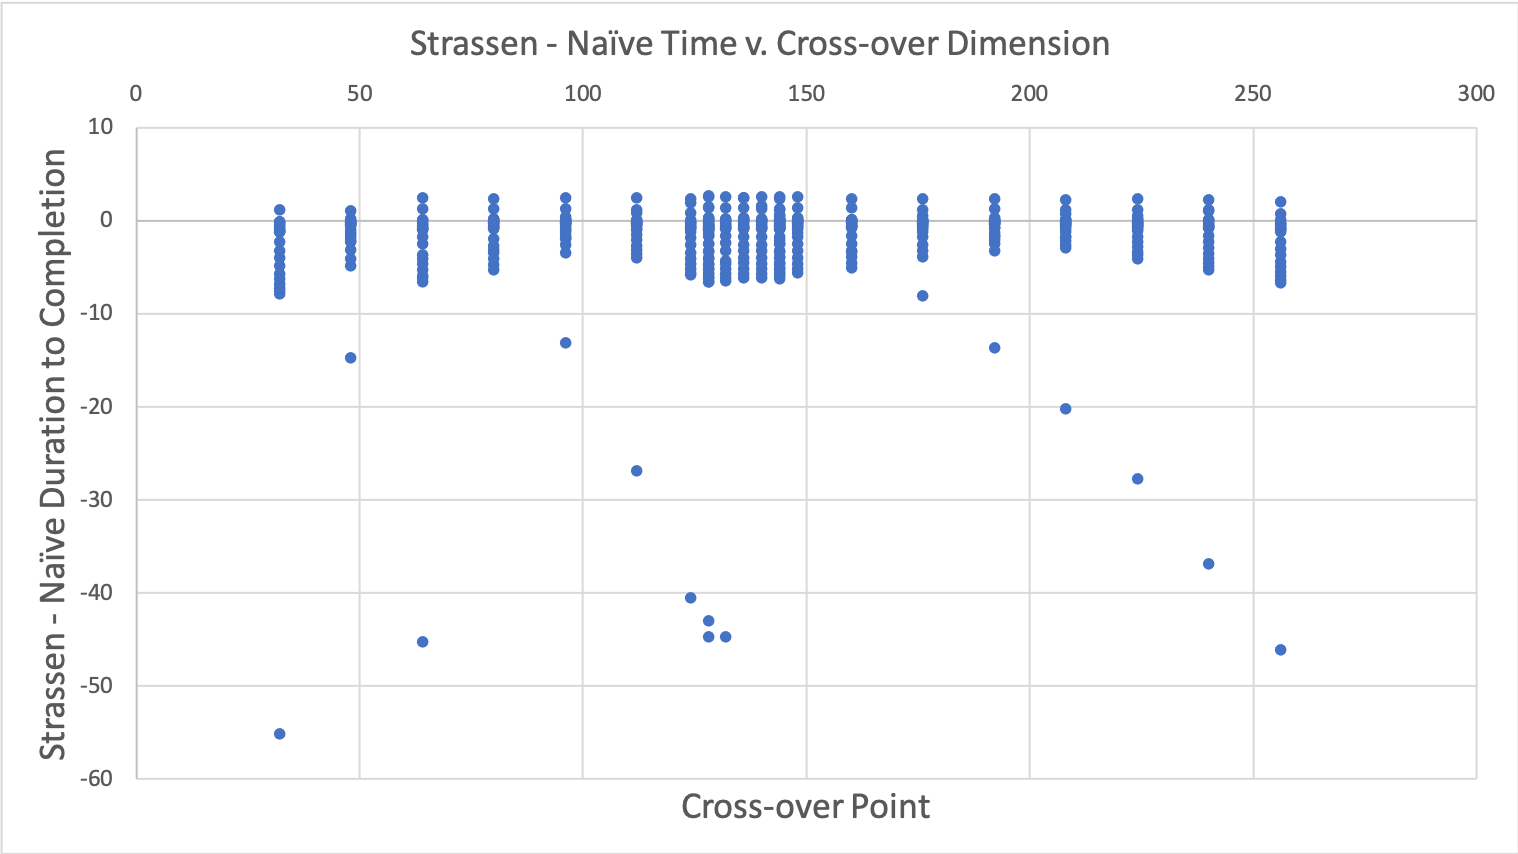 Strassen - Naïve Time v. Cross-over Dimension
0 50 100 150 200 250 300
10
0
-10
-20
-30
-40
-50
-60
Strassen - Naïve Duration to Completion
Cross-over Point